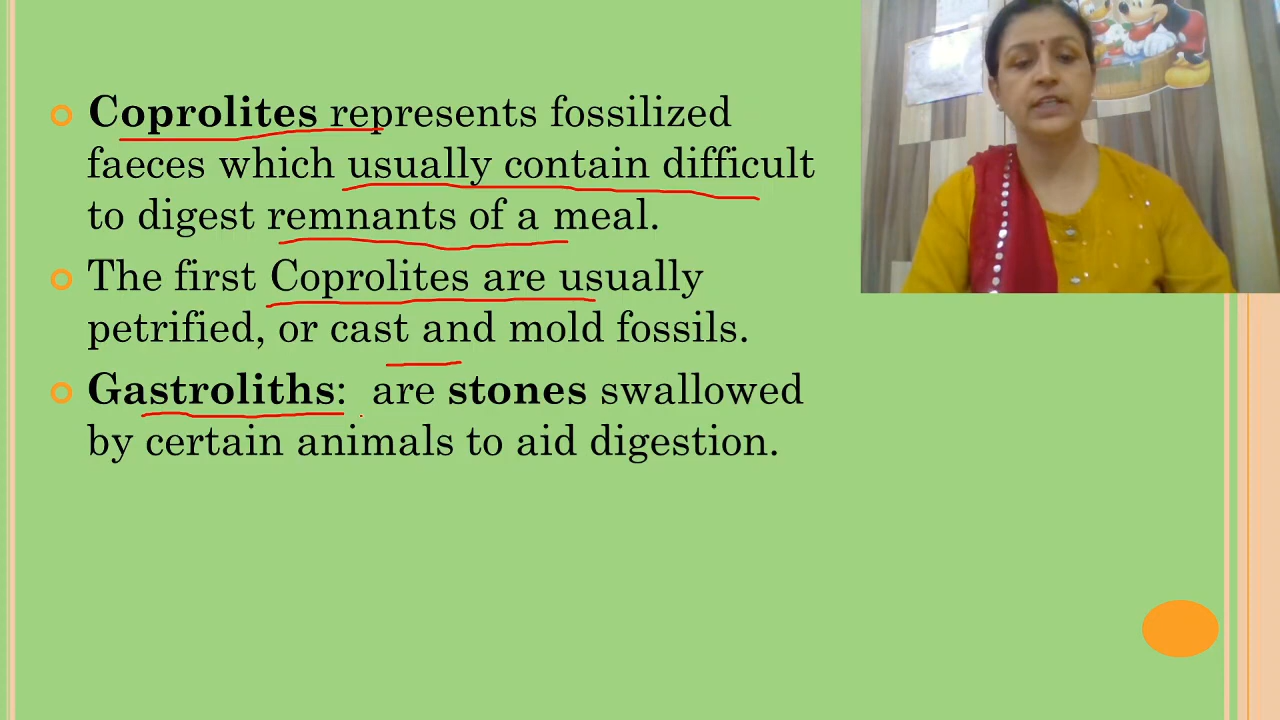 Coprolites represents fossilized
faeces which usually contain difficult
to digest remnants of a meal.
The first Coprolites are usually
petrified, or cast and mold fossils.
Gastroliths: are stones swallowed
by certain animals to aid digestion.